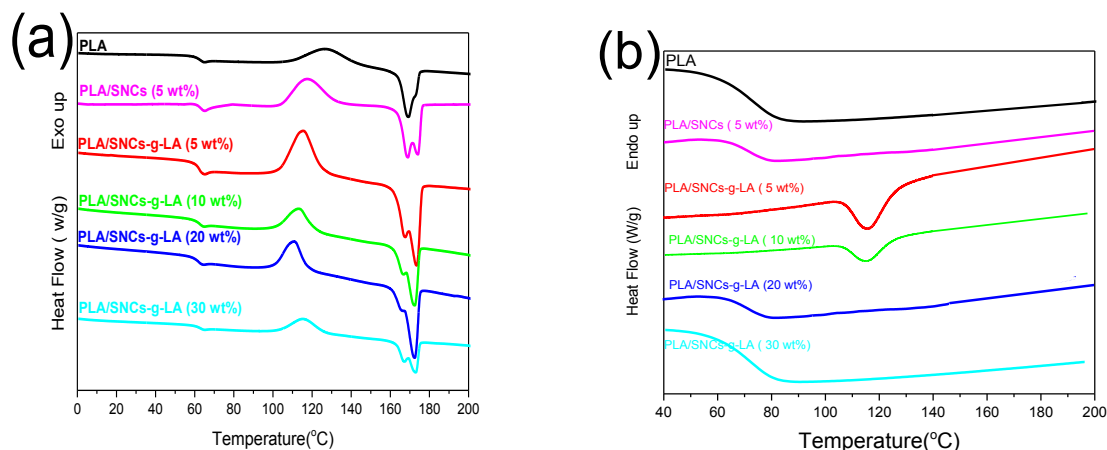 (a)
PLA
PLA/SNCs (5 wt%)
PLA/SNCs-g-LA (5 wt%)
PLA/SNCs-g-LA (10 wt%)
PLA/SNCs-g-LA (20 wt%)
PLA/SNCs-g-LA (30 wt%)
Heat Flow ( w/g)
Exo up
0 20 40 60 80 100 120 140 160 180 200
Temperature(°C)
(b)
PLA
PLA/SNCs ( 5 wt%)
PLA/SNCs-g-LA ( 5 wt%)
PLA/SNCs-g-LA ( 10 wt%)
PLA/SNCs-g-LA (20 wt%)
PLA/SNCs-g-LA ( 30 wt%)
Heat Flow (W/g)
Endo up
40 60 80 100 120 140 160 180 200
Temperature(°C)